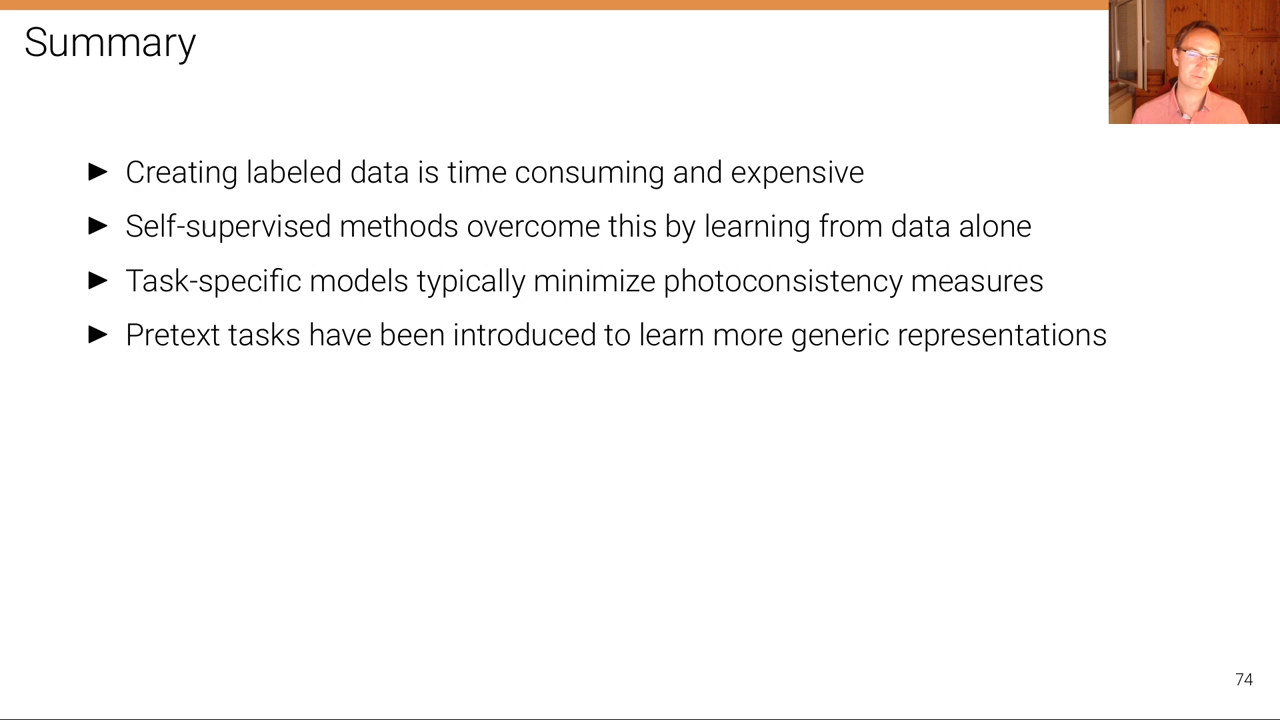 Summary
► Creating labeled data is time consuming and expensive
► Self-supervised methods overcome this by learning from data alone
► Task-specific models typically minimize photoconsistency measures
► Pretext tasks have been introduced to learn more generic representations
74